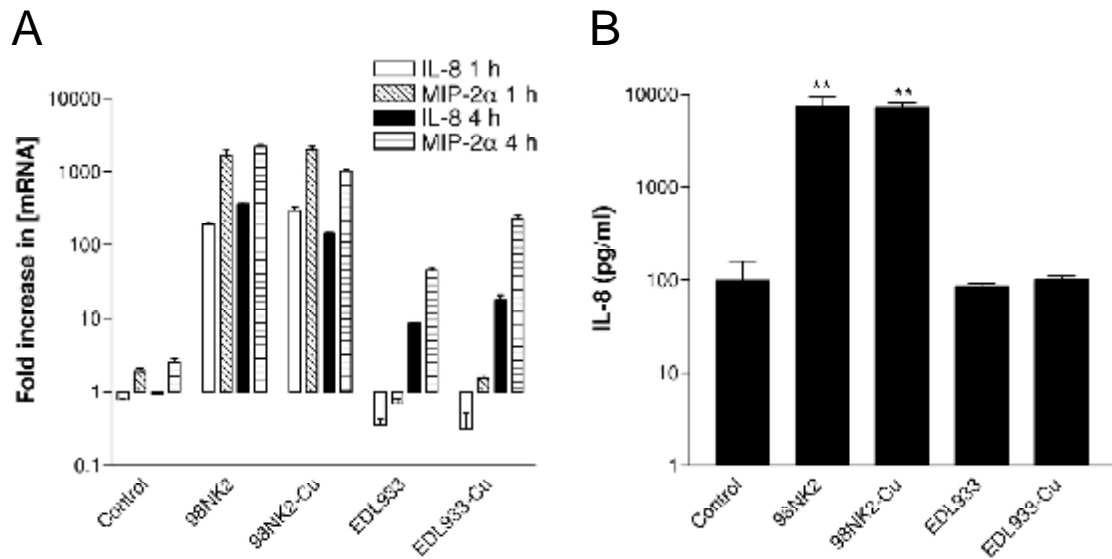 A
IL-8 1 h
MIP-2α 1 h
IL-8 4 h
MIP-2α 4 h
Fold increase in [mRNA]
10000
1000
100
10
1
0.1
Control
98NK2
98NK2-Cu
EDL933
EDL933-Cu
B
IL-8 (pg/ml)
10000
1000
100
10
1
**
**
Control
98NK2
98NK2-Cu
EDL933
EDL933-Cu